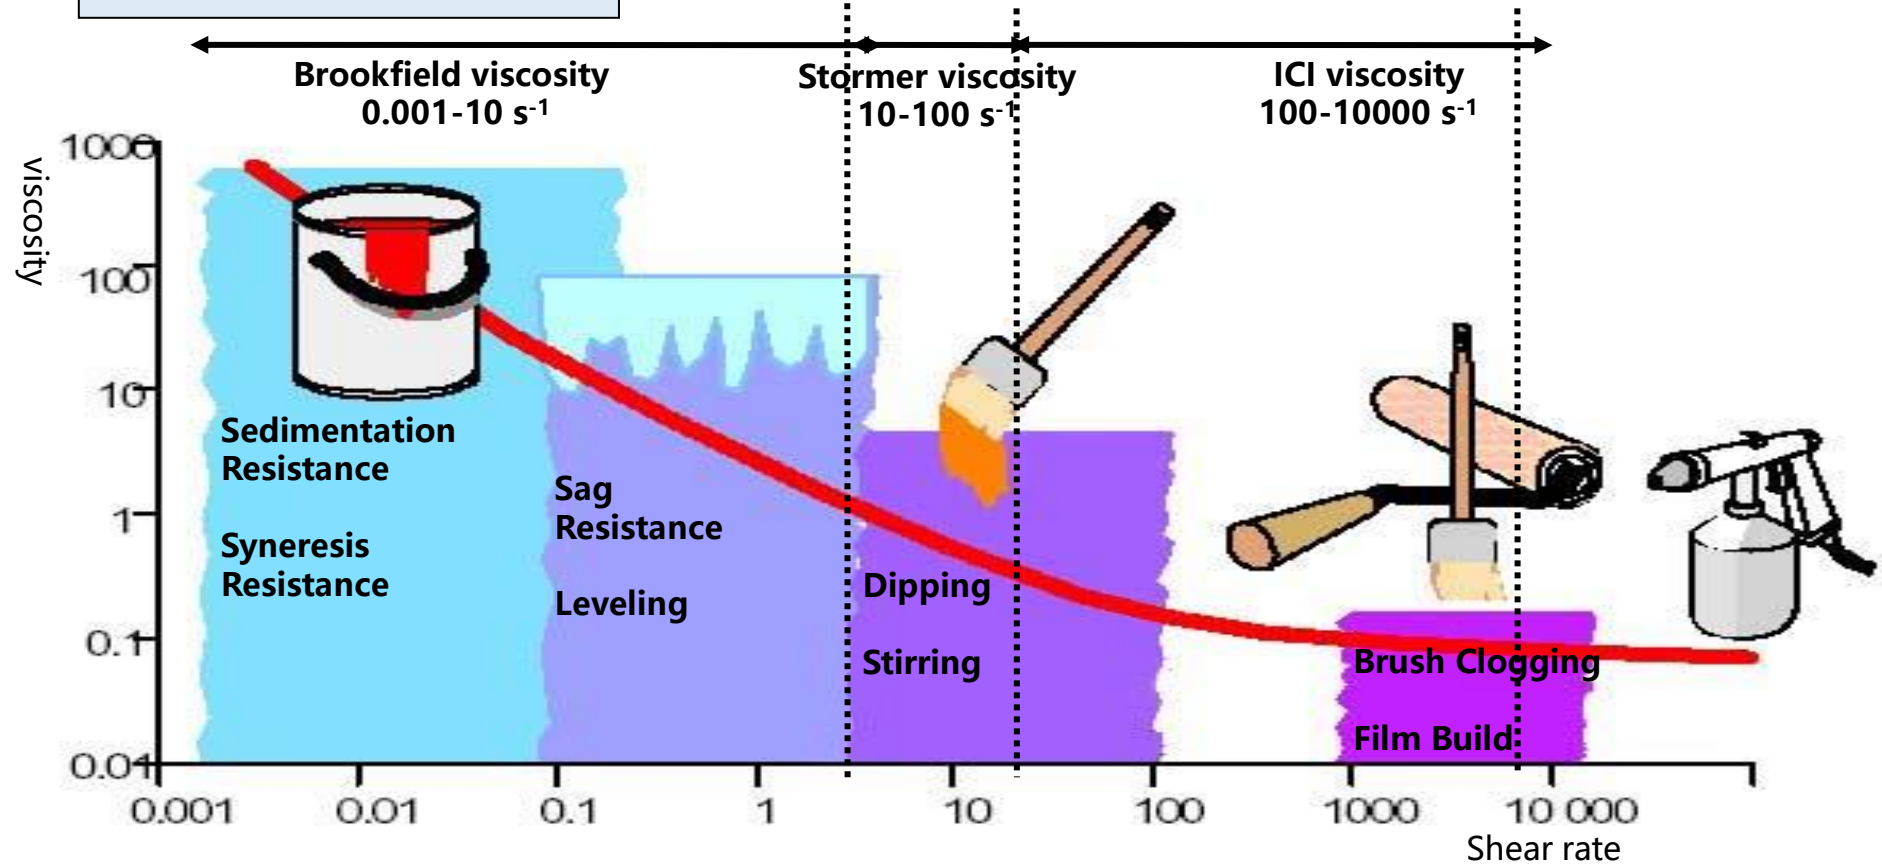 Brookfield viscosity
0.001-10 s⁻¹
Stormer viscosity
10-100 s⁻¹
ICI viscosity
100-10000 s⁻¹
viscosity
1000
100
10
1
0.1
0.01
Sedimentation
Resistance
Syneresis
Resistance
Sag
Resistance
Leveling
Dipping
Stirring
Brush Clogging
Film Build
0.001
0.01
0.1
1
10
100
1000
10 000
Shear rate